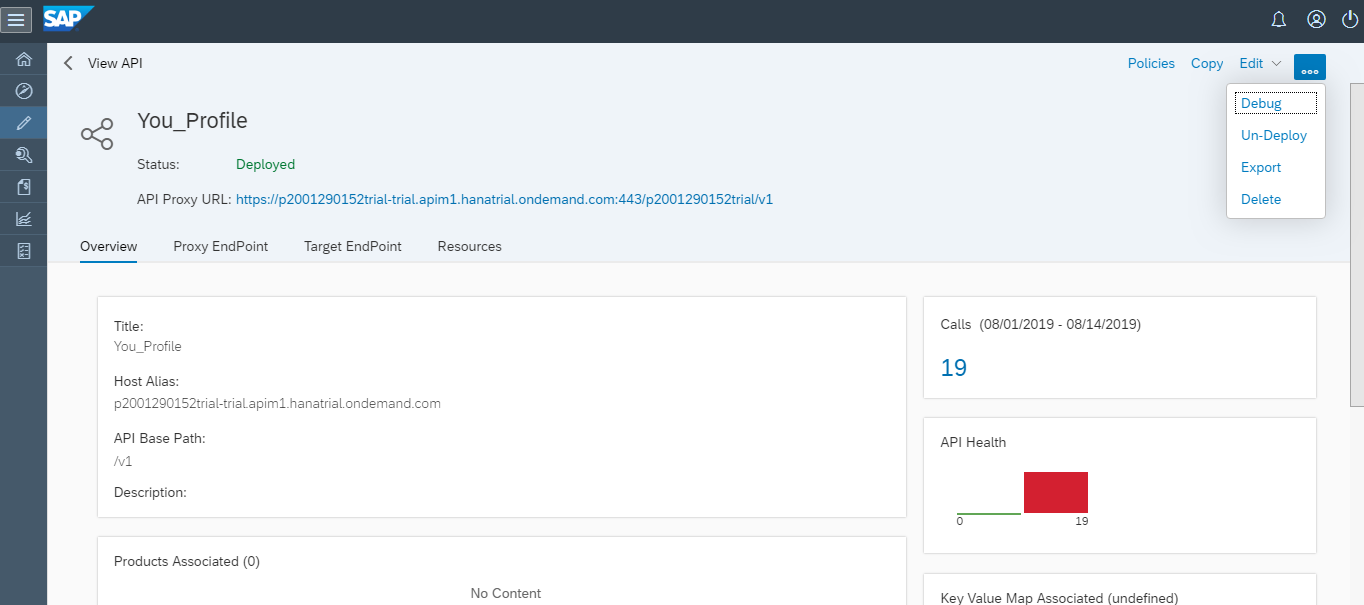 SAP
View API
Policies Copy Edit
Debug
Un-Deploy
Export
Delete
You_Profile
Status: Deployed
API Proxy URL: https://p2001290152trial-trial.apim1.hanatrial.ondemand.com:443/p2001290152trial/v1
Overview Proxy EndPoint Target EndPoint Resources
Title:
You_Profile
Host Alias:
p2001290152trial-trial.apim1.hanatrial.ondemand.com
API Base Path:
/v1
Description:
Products Associated (0)
No Content
Calls (08/01/2019 - 08/14/2019)
19
API Health
0 19
Key Value Map Associated (undefined)